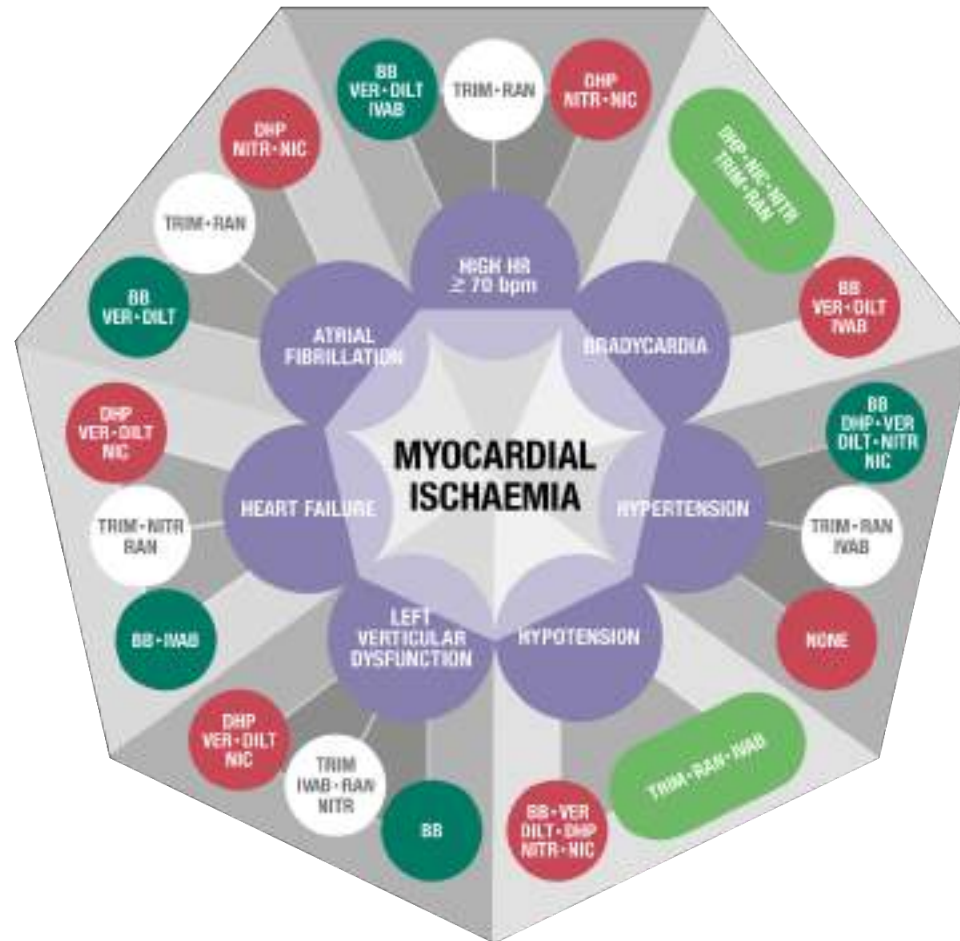 BB
VER•DILT
IVAB
TRIM•RAN
DHP
NITR•NIC
HIGH HR
≥ 70 bpm
DHP•NIC•NITR
TRIM•RAN
BB
VER•DILT
IVAB
BRADYCARDIA
BB
DHP•VER
DILT•NITR
NIC
TRIM•RAN
IVAB
NONE
HYPERTENSION
TRIM•RAN•IVAB
BB•VER
DILT•DHP
NITR•NIC
HYPOTENSION
BB
TRIM
IVAB•RAN
NITR
DHP
VER•DILT
NIC
LEFT
VERTICULAR
DYSFUNCTION
BB•IVAB
TRIM•NITR
RAN
DHP
VER•DILT
NIC
HEART FAILURE
BB
VER•DILT
TRIM•RAN
DHP
NITR•NIC
ATRIAL
FIBRILLATION
MYOCARDIAL
ISCHAEMIA